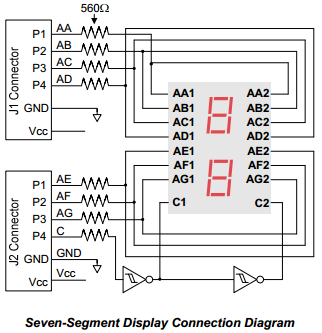 560Ω
J1 Connector
P1 AA
P2 AB
P3 AC
P4 AD
GND
Vcc
AA1 AA2
AB1 AB2
AC1 AC2
AD1 AD2
AE1 AE2
AF1 AF2
AG1 AG2
C1 C2
J2 Connector
P1 AE
P2 AF
P3 AG
P4 C
GND GND
Vcc Vcc
Seven-Segment Display Connection Diagram